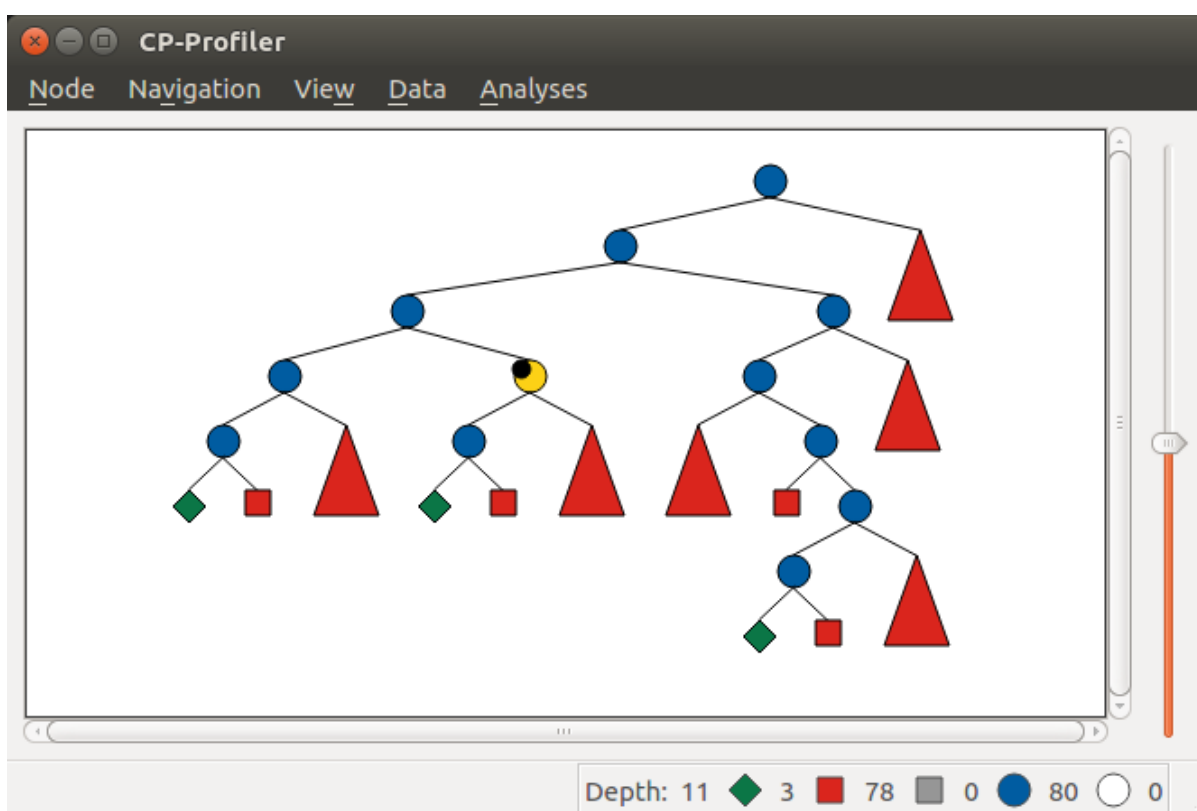 CP-Profiler
Node Navigation View Data Analyses
Depth: 11 3 78 0 80 0